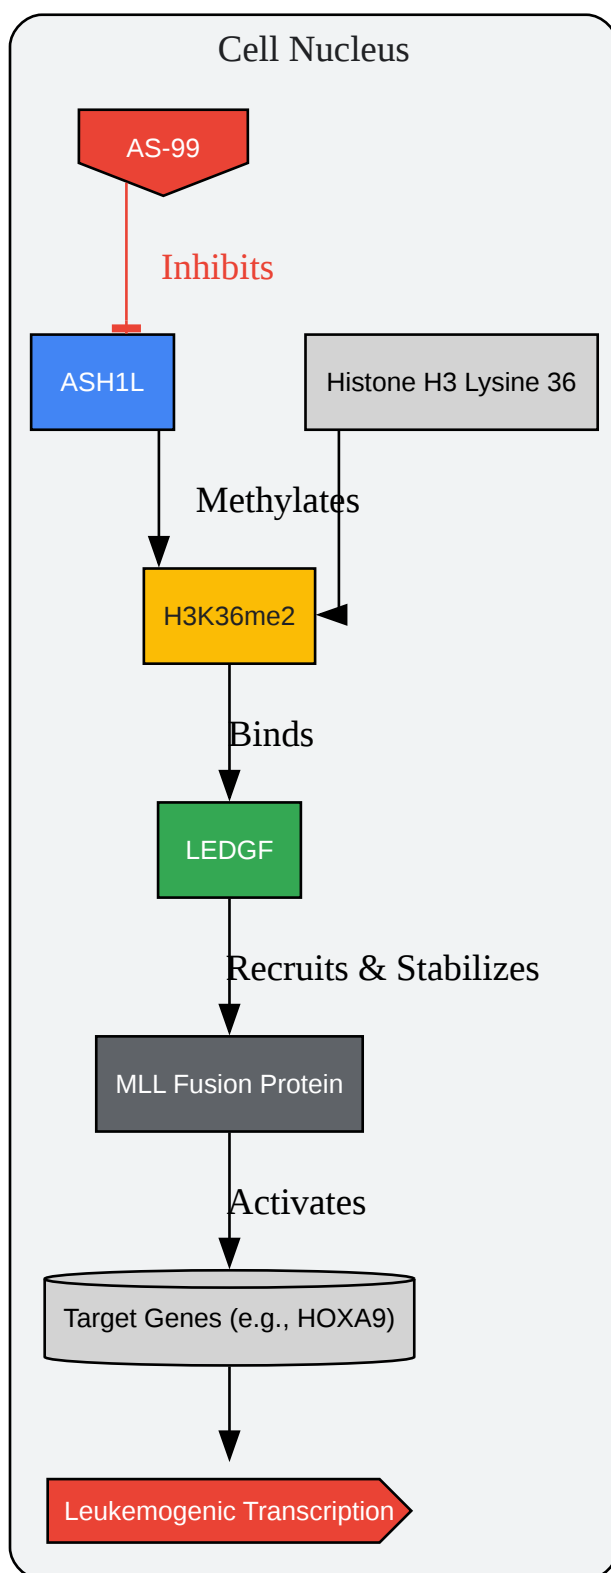 Cell Nucleus
AS-99
Inhibits
ASH1L
Histone H3 Lysine 36
Methylates
H3K36me2
Binds
LEDGF
Recruits & Stabilizes
MLL Fusion Protein
Activates
Target Genes (e.g., HOXA9)
Leukemogenic Transcription